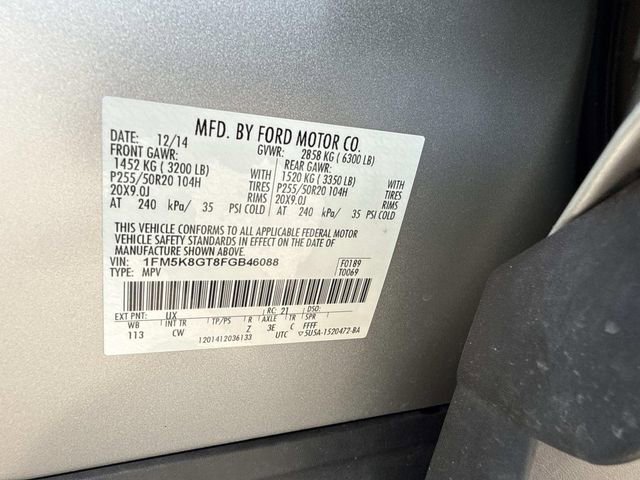 MFD. BY FORD MOTOR CO.
DATE: 12/14 GVWR: 2858 KG ( 6300 LB)
FRONT GAWR: REAR GAWR:
1452 KG ( 3200 LB) WITH 1520 KG ( 3350 LB) WITH
P255/50R20 104H TIRES P255/50R20 104H TIRES
20X9.0J RIMS 20X9.0J RIMS
AT 240 kPa/ 35 PSI COLD AT 240 kPa/ 35 PSI COLD
THIS VEHICLE CONFORMS TO ALL APPLICABLE FEDERAL MOTOR
VEHICLE SAFETY STANDARDS IN EFFECT ON THE DATE OF
MANUFACTURE SHOWN ABOVE.
VIN: 1FM5K8GT8FGB46088 F0189
TYPE: MPV T0069
EXT PNT: UX RC: 21 DSO:
WB INT TR TP/PS R AXLE TR SPR
113 CW Z 3E C FFFF
1201412036133 UTC 5U5A-1520472-BA